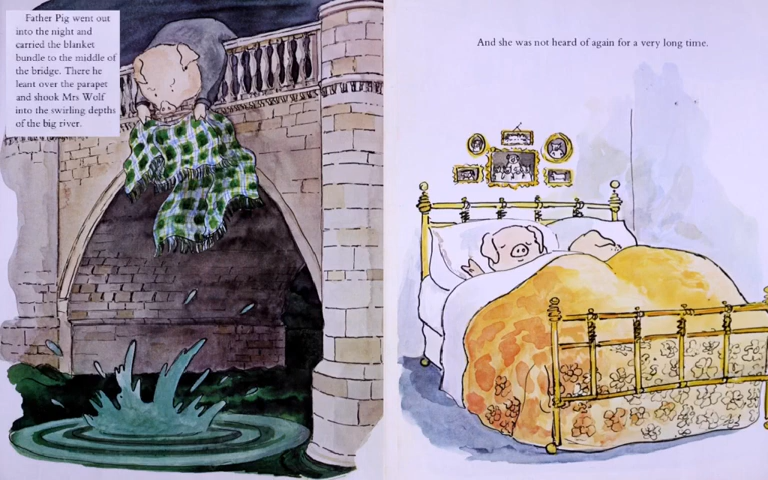 Father Pig went out
into the night and
carried the blanket
bundle to the middle of
the bridge. There he
leant over the parapet
and shook Mrs Wolf
into the swirling depths
of the big river.
And she was not heard of again for a very long time.